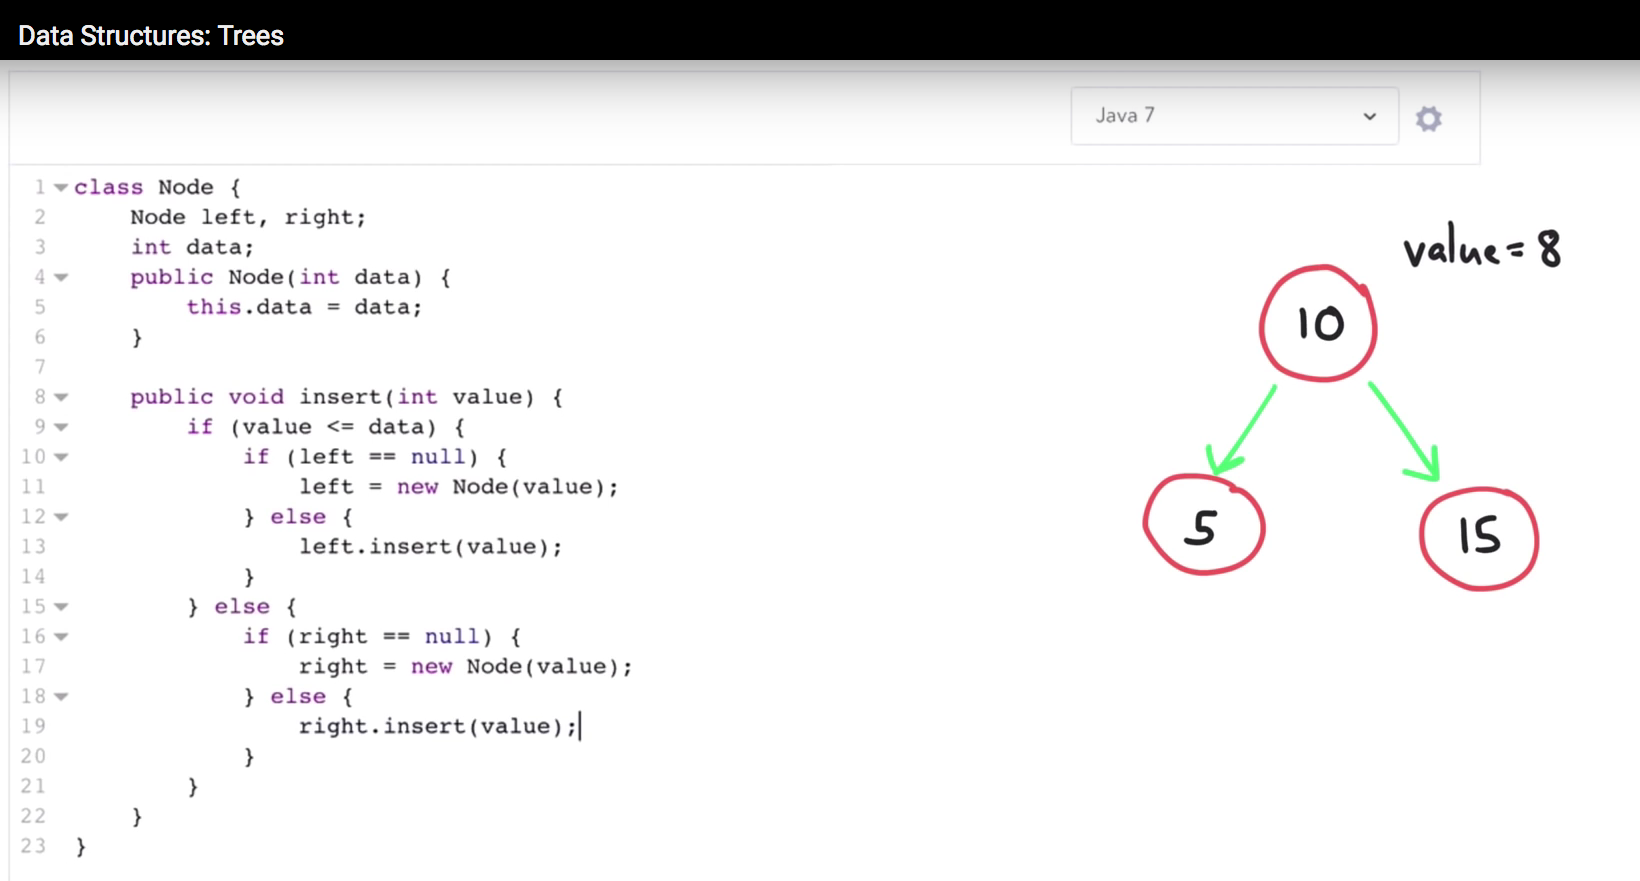 Data Structures: Trees
Java 7
1 class Node {
2 Node left, right;
3 int data;
4 public Node(int data) {
5 this.data = data;
6 }
7
8 public void insert(int value) {
9 if (value <= data) {
10 if (left == null) {
11 left = new Node(value);
12 } else {
13 left.insert(value);
14 }
15 } else {
16 if (right == null) {
17 right = new Node(value);
18 } else {
19 right.insert(value);
20 }
21 }
22 }
23 }
value = 8
10
5
15